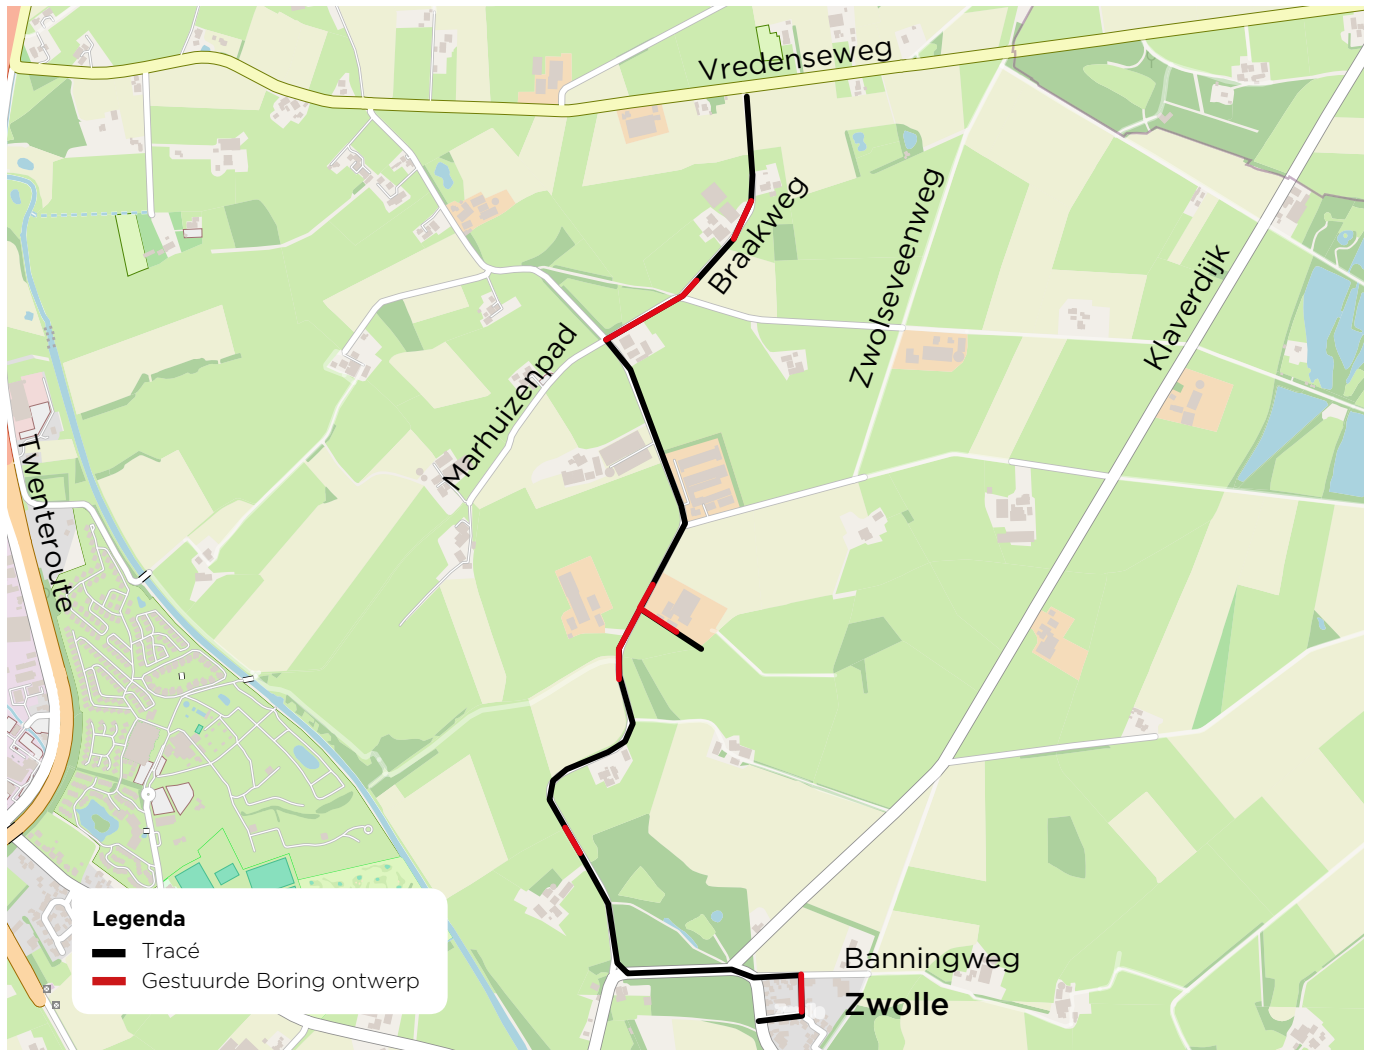 Vredenseweg
Braakweg
Zwolseveenweg
Klaverdijk
Marhuizenpad
Twenteroute
Legenda
Tracé
Gestuurde Boring ontwerp
Banningweg
Zwolle